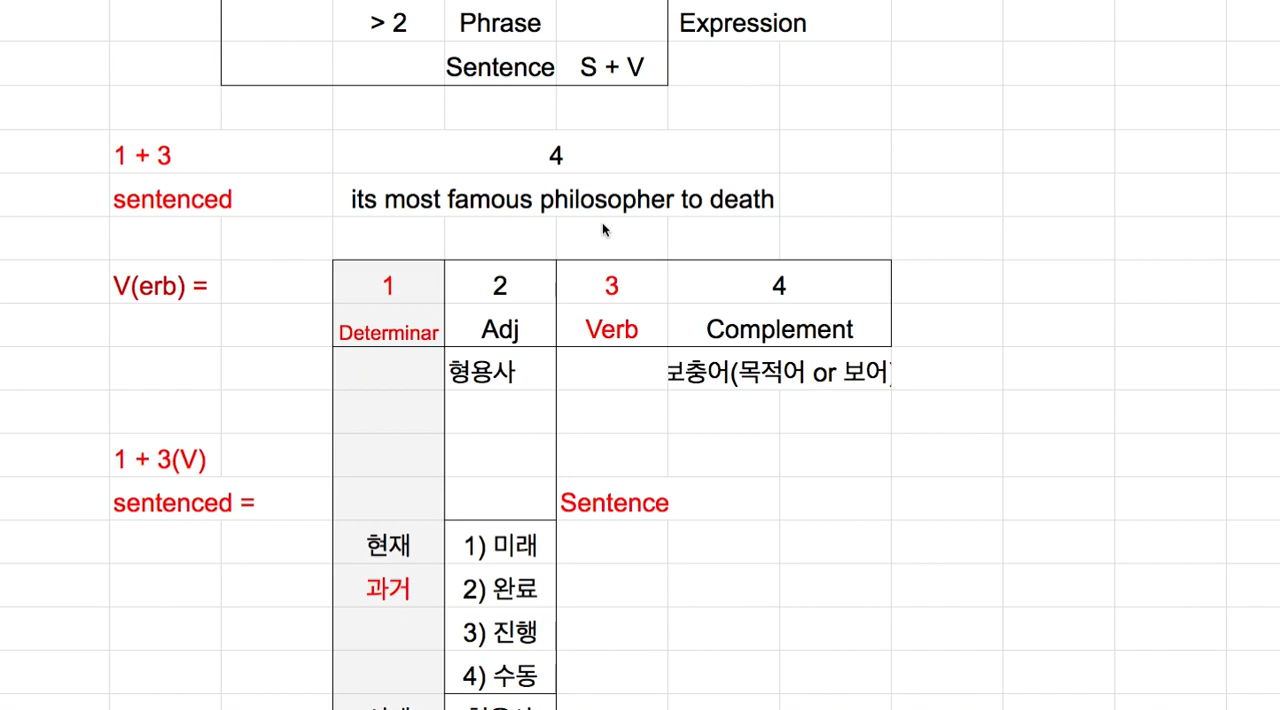 > 2 Phrase Expression
Sentence S + V
1 + 3 4
sentenced its most famous philosopher to death
V(erb) = 1 2 3 4
Determinar Adj Verb Complement
형용사 보충어(목적어 or 보어)
1 + 3(V)
sentenced = Sentence
현재 1) 미래
과거 2) 완료
3) 진행
4) 수동